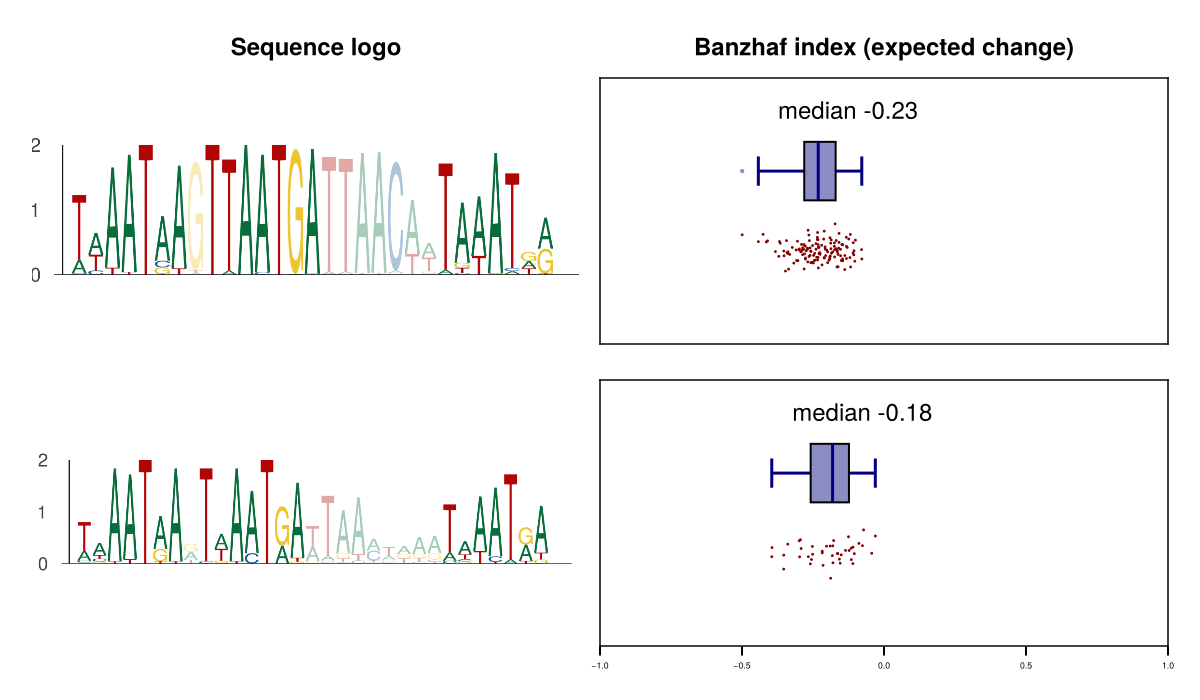 Sequence logo
Banzhaf index (expected change)
median -0.23
2
1
0
TAAATAAGTTAATGATTAACAATAAATAA
median -0.18
2
1
0
−1.0
−0.5
0.0
0.5
1.0